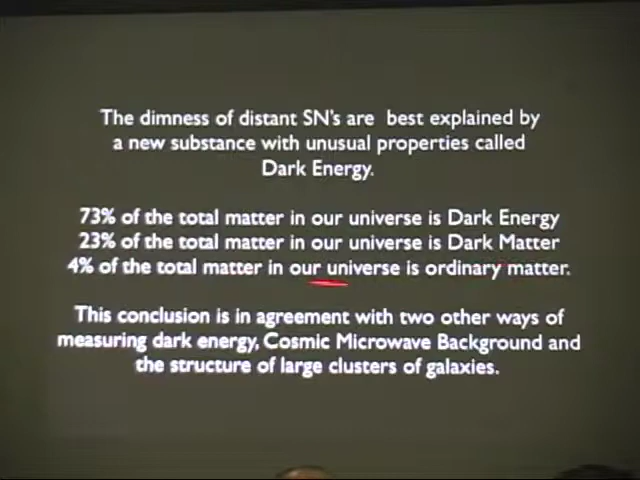 The dimness of distant SN's are best explained by
a new substance with unusual properties called
Dark Energy.
73% of the total matter in our universe is Dark Energy
23% of the total matter in our universe is Dark Matter
4% of the total matter in our universe is ordinary matter.
This conclusion is in agreement with two other ways of
measuring dark energy, Cosmic Microwave Background and
the structure of large clusters of galaxies.